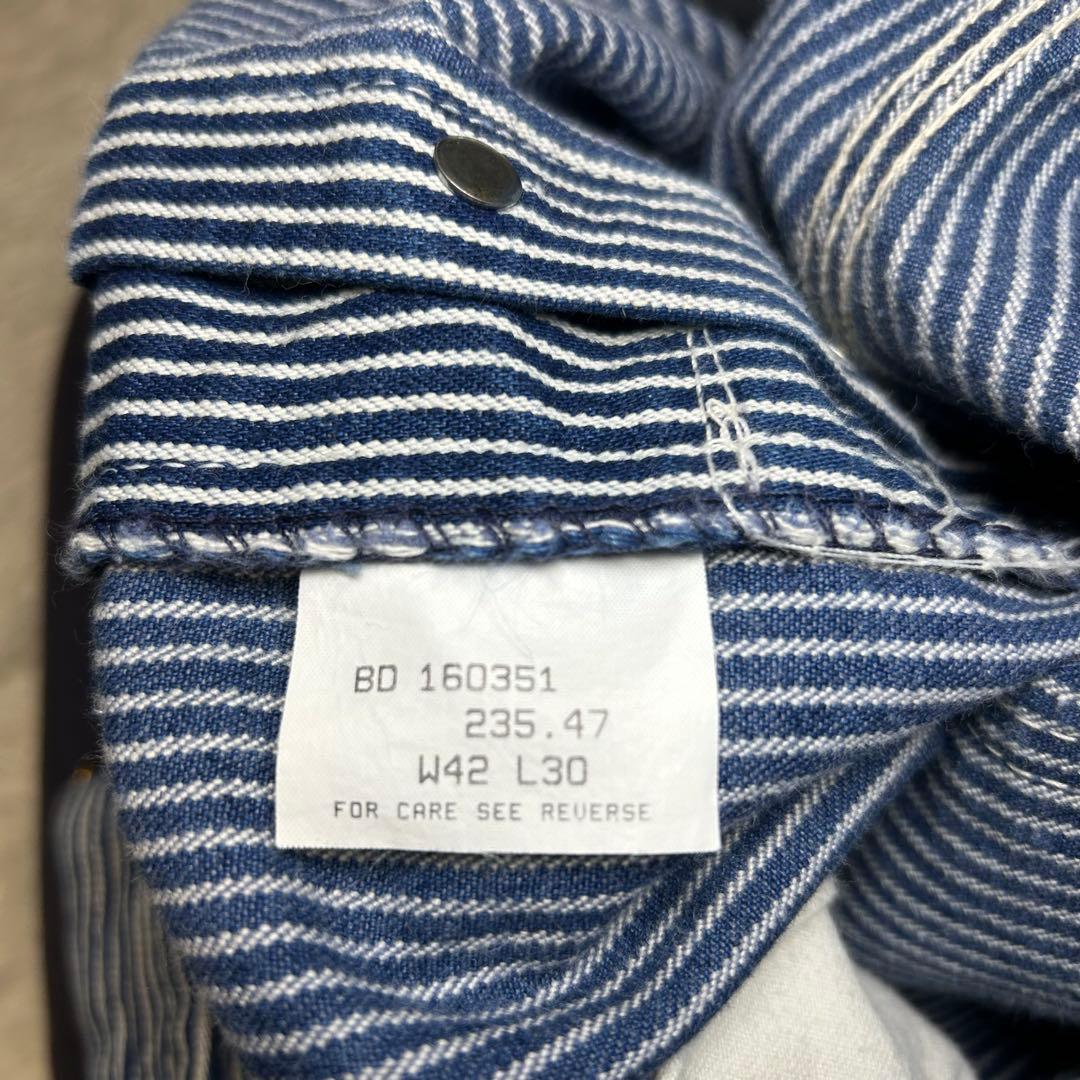 BD 160351
235.47
W42 L30
FOR CARE SEE REVERSE